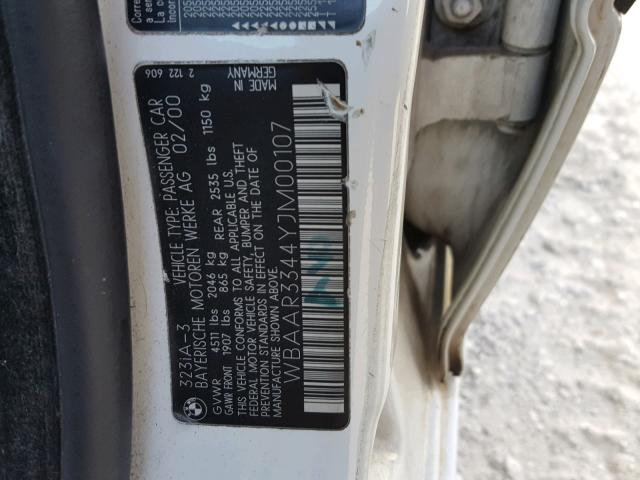 323iA-3
VEHICLE TYPE: PASSENGER CAR
BAYERISCHE MOTOREN WERKE AG 02/00
GVWR 4511 lbs 2046 kg
GAWR FRONT 1907 lbs 865 kg REAR 2535 lbs 1150 kg
THIS VEHICLE CONFORMS TO ALL APPLICABLE U.S.
FEDERAL MOTOR VEHICLE SAFETY, BUMPER AND THEFT
PREVENTION STANDARDS IN EFFECT ON THE DATE OF
MANUFACTURE SHOWN ABOVE.
WBAAR3344YJM00107
2 122 606
MADE IN
GERMANY